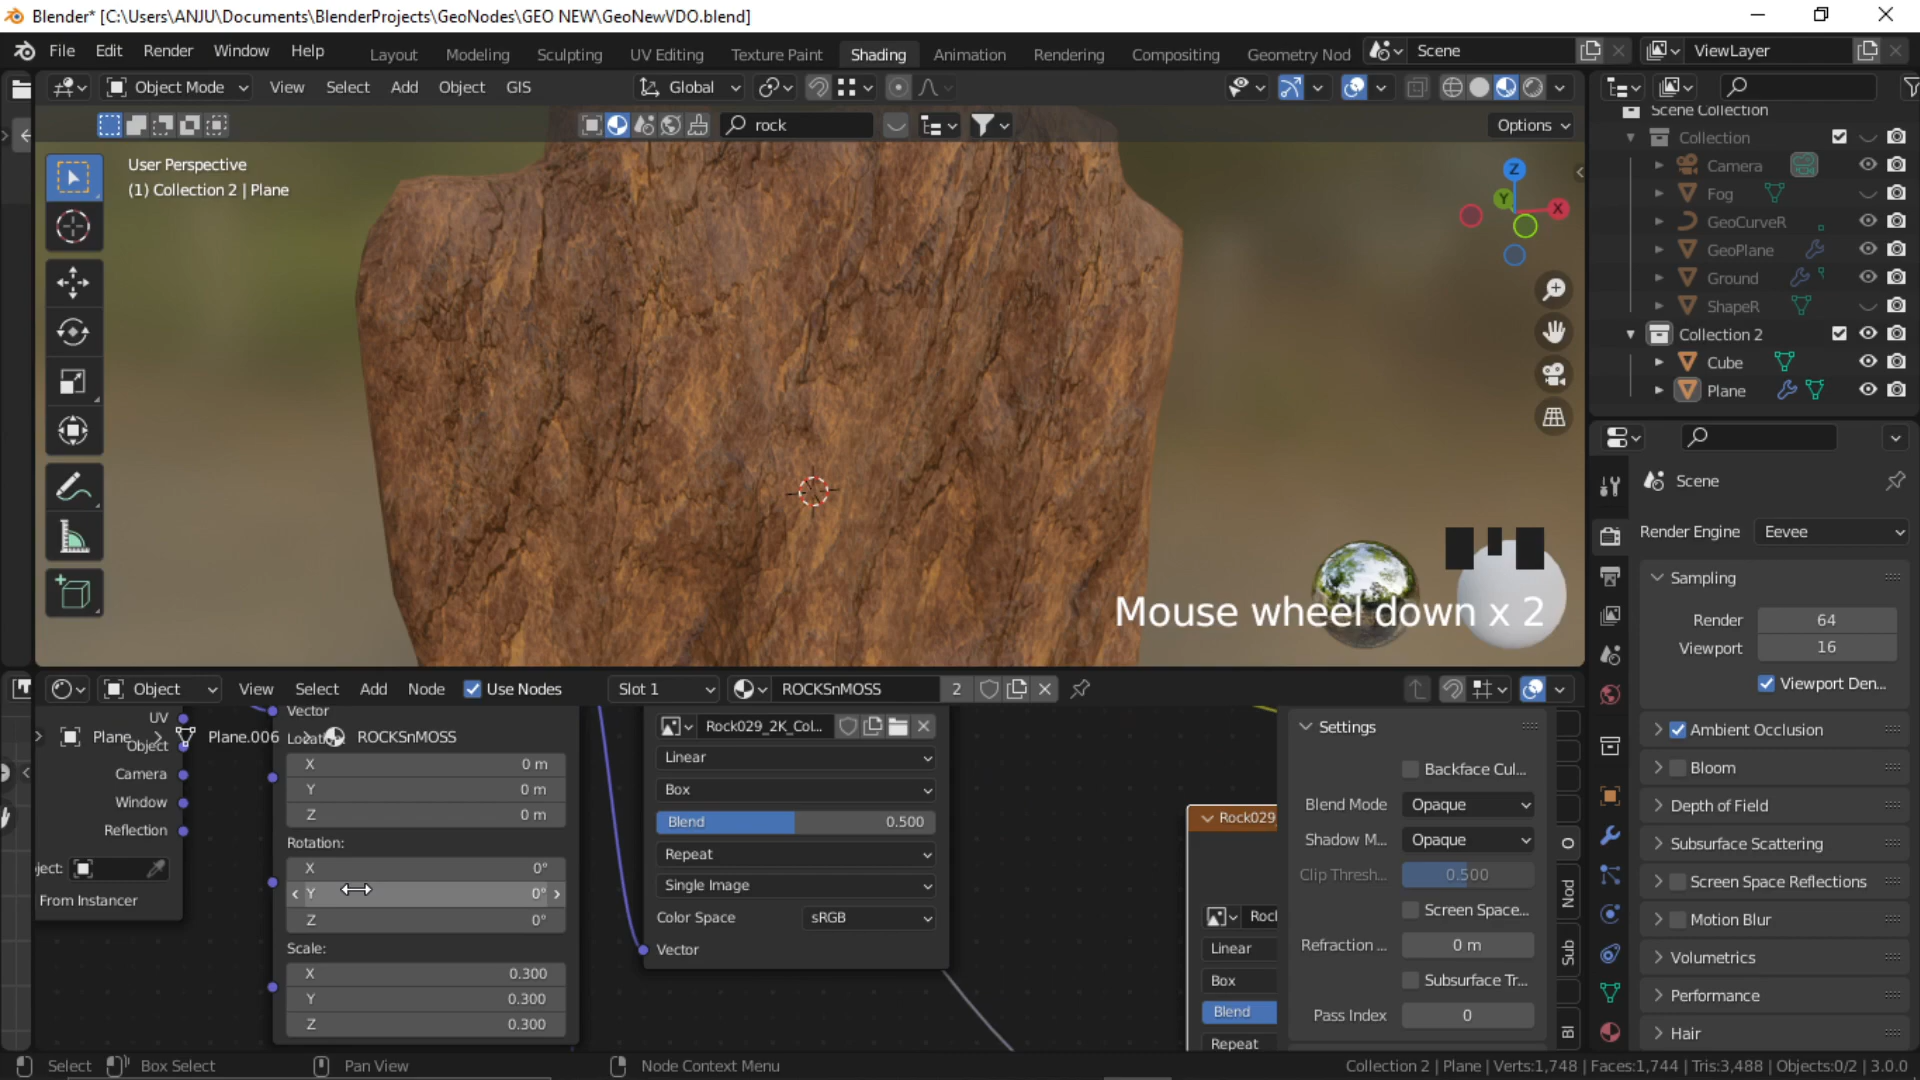 Blender* [C:\Users\ANJU\Documents\BlenderProjects\GeoNodes\GEO NEW\GeoNewVDO.blend]
File Edit Render Window Help
Layout Modeling Sculpting UV Editing Texture Paint Shading Animation Rendering Compositing Geometry Nod
Scene
ViewLayer
Object Mode View Select Add Object GIS
Global
rock
Options
User Perspective
(1) Collection 2 | Plane
Z
Y
X
Mouse wheel down x 2
Scene Collection
Collection
Camera
Fog
GeoCurveR
GeoPlane
Ground
ShapeR
Collection 2
Cube
Plane
Scene
Render Engine Eevee
Sampling
Render 64
Viewport 16
Viewport Den...
Ambient Occlusion
Bloom
Depth of Field
Subsurface Scattering
Screen Space Reflections
Motion Blur
Volumetrics
Performance
Hair
Object View Select Add Node Use Nodes Slot 1 ROCKSnMOSS 2
Plane Plane.006 ROCKSnMOSS
UV
Object
Camera
Window
Reflection
ject:
From Instancer
Vector
Location:
X 0 m
Y 0 m
Z 0 m
Rotation:
X 0°
Y 0°
Z 0°
Scale:
X 0.300
Y 0.300
Z 0.300
Rock029_2K_Col...
Linear
Box
Blend 0.500
Repeat
Single Image
Color Space sRGB
Vector
Rock029_
Rocl
Linear
Box
Blend
Repeat
Settings
Backface Cul...
Blend Mode Opaque
Shadow M... Opaque
Clip Thresh... 0.500
Screen Space...
Refraction ... 0 m
Subsurface Tr...
Pass Index 0
O
Nod
Sub
Bl
Select Box Select Pan View Node Context Menu
Collection 2 | Plane | Verts:1,748 | Faces:1,744 | Tris:3,488 | Objects:0/2 | 3.0.0